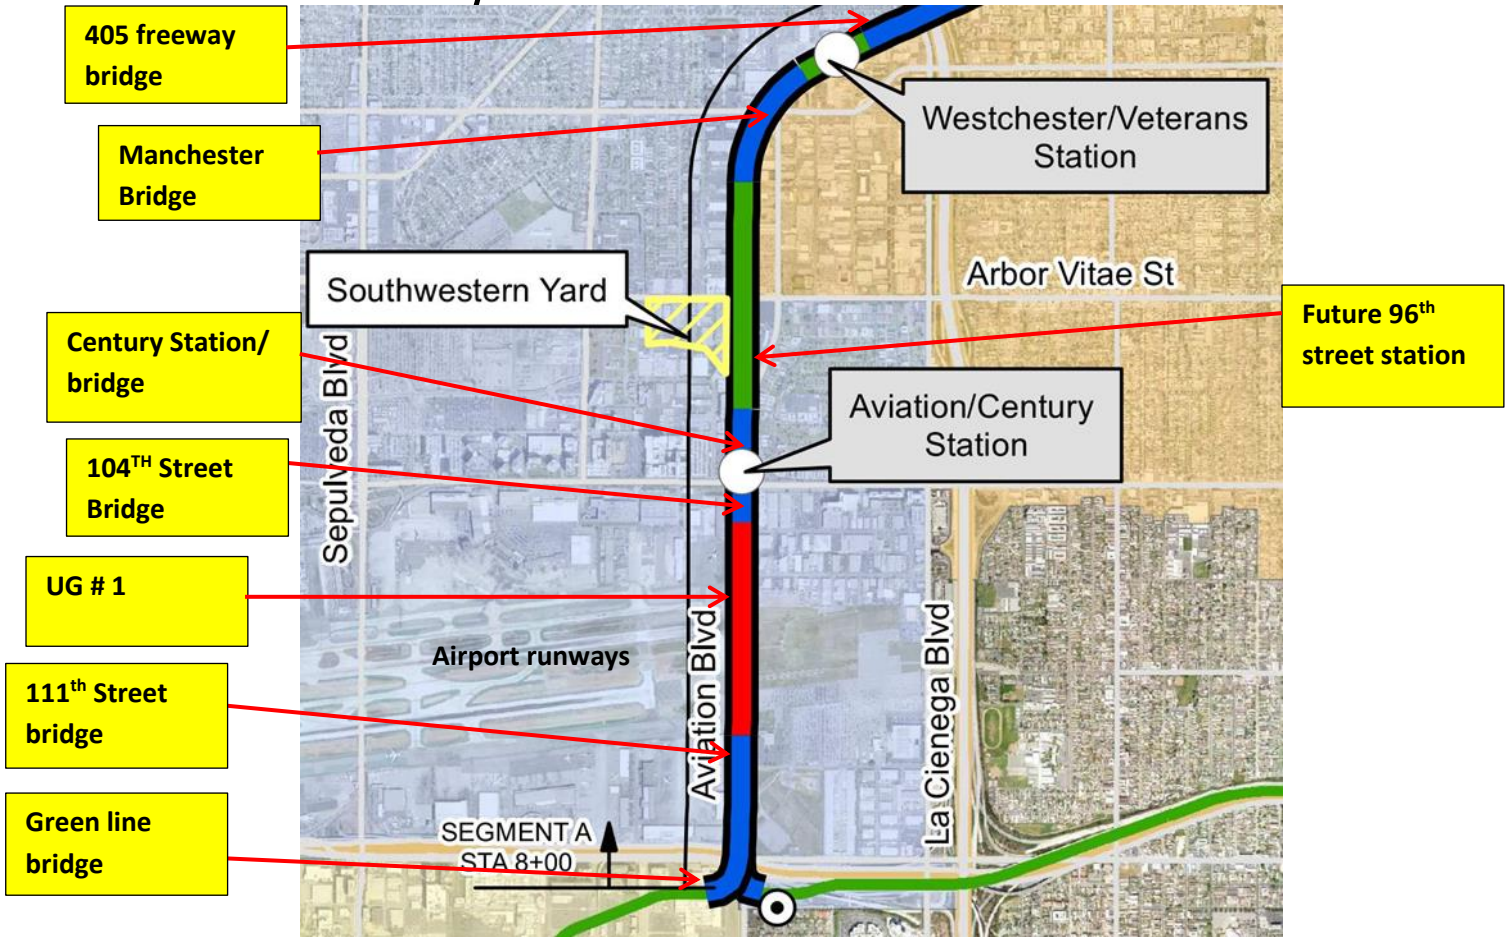 405 freeway
bridge
Manchester
Bridge
Westchester/Veterans
Station
Southwestern Yard
Arbor Vitae St
Century Station/
bridge
Future 96th
street station
Sepulveda Blvd
Aviation/Century
Station
104TH Street
Bridge
UG # 1
Airport runways
Aviation Blvd
La Cienega Blvd
111th Street
bridge
Green line
bridge
SEGMENT A
STA 8+00